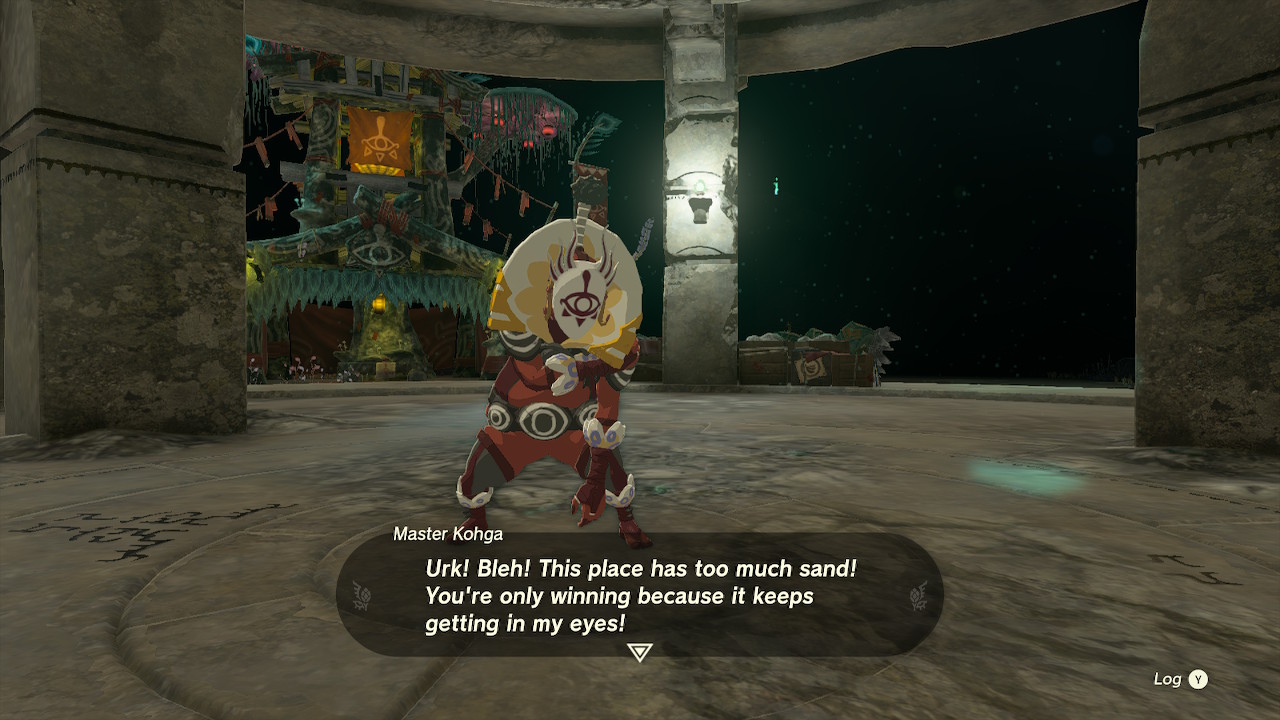 Master Kohga
Urk! Bleh! This place has too much sand!
You're only winning because it keeps
getting in my eyes!
Log Y